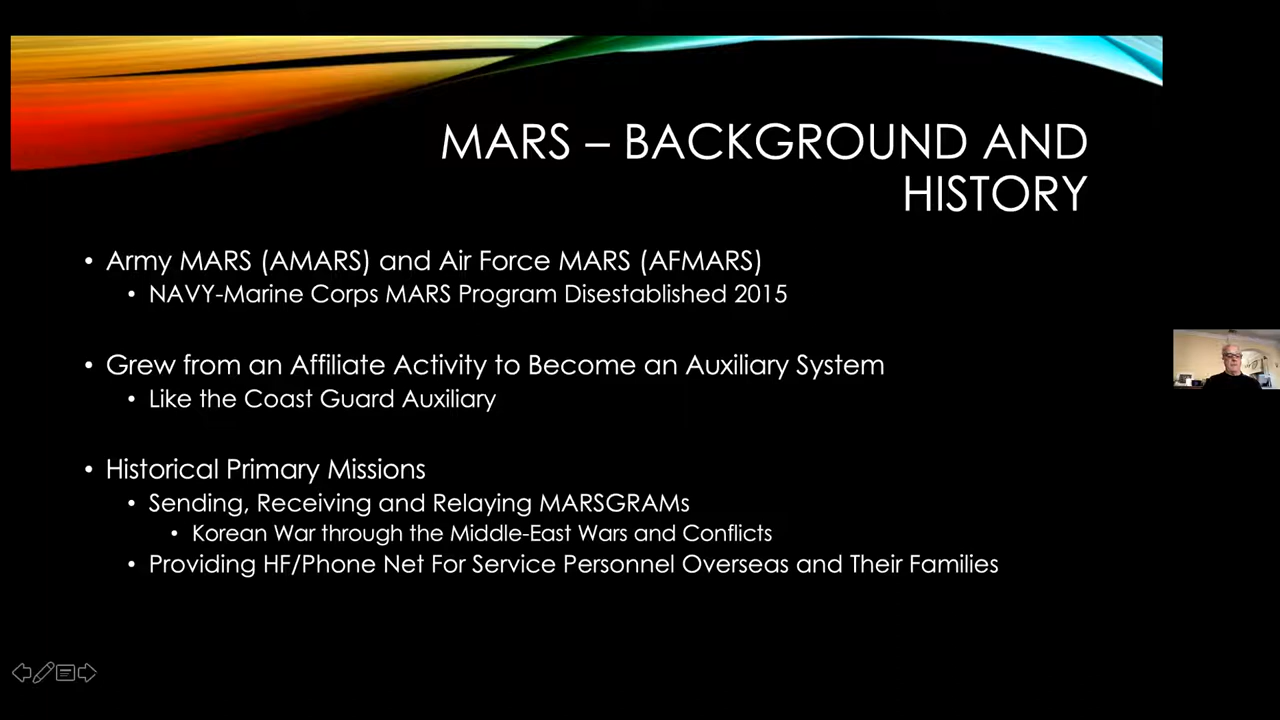 MARS – BACKGROUND AND
HISTORY
• Army MARS (AMARS) and Air Force MARS (AFMARS)
• NAVY-Marine Corps MARS Program Disestablished 2015
• Grew from an Affiliate Activity to Become an Auxiliary System
• Like the Coast Guard Auxiliary
• Historical Primary Missions
• Sending, Receiving and Relaying MARSGRAMs
• Korean War through the Middle-East Wars and Conflicts
• Providing HF/Phone Net For Service Personnel Overseas and Their Families